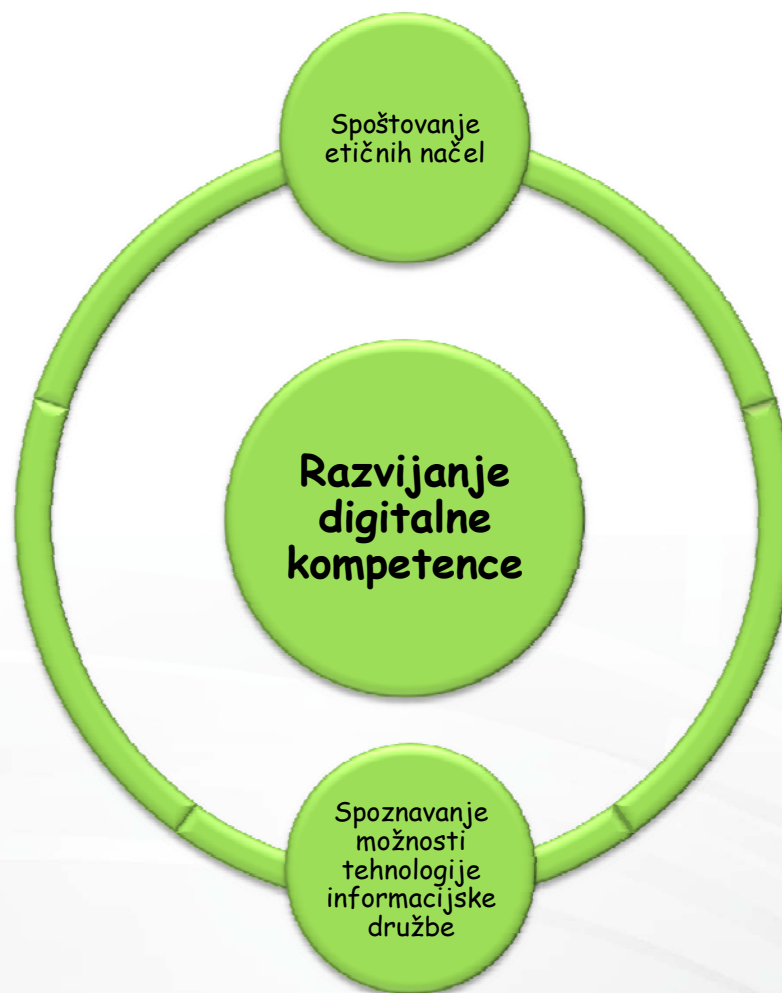 Spoštovanje
etičnih načel
Razvijanje
digitalne
kompetence
Spoznavanje
možnosti
tehnologije
informacijske
družbe